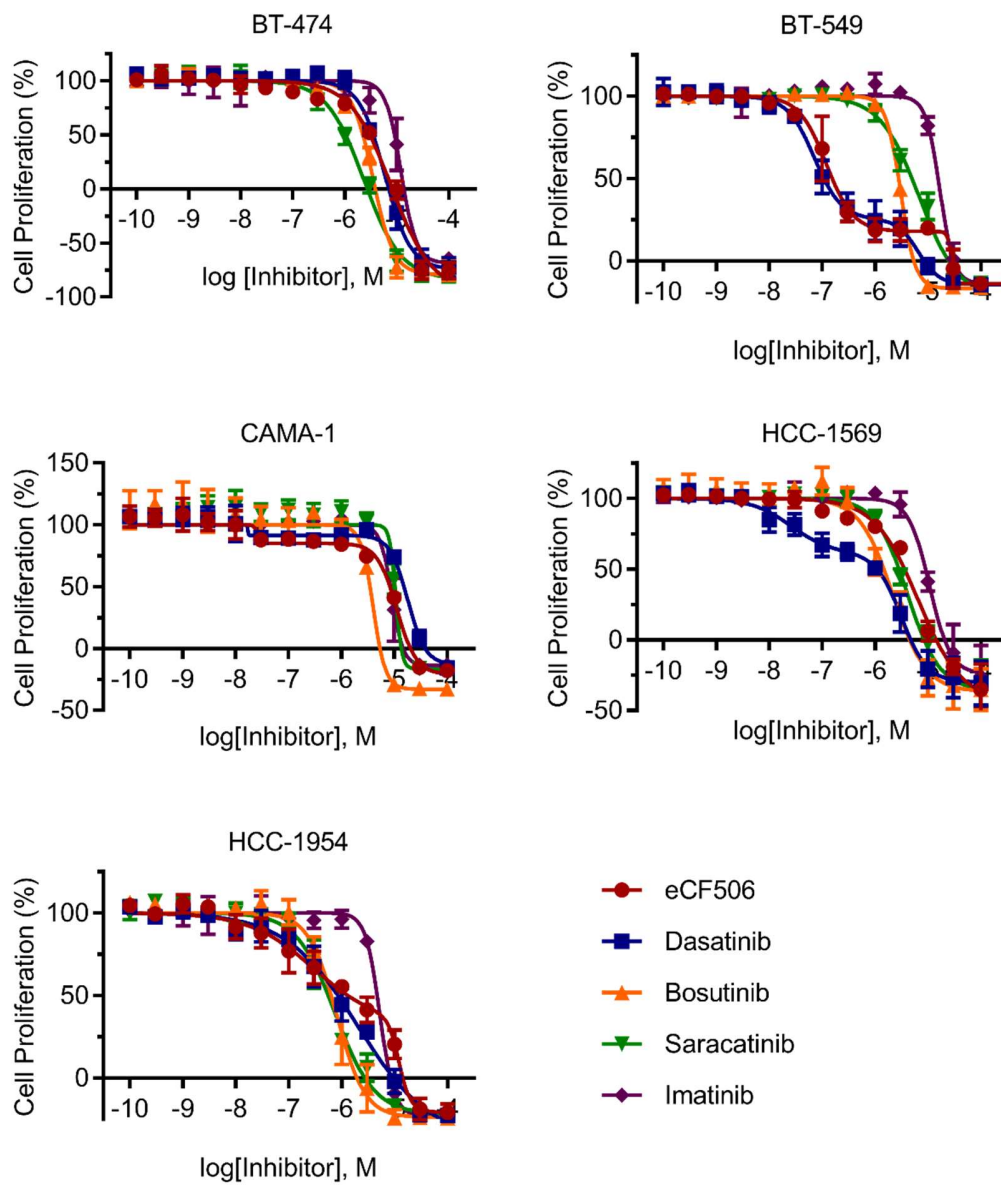 BT-474
Cell Proliferation (%)
100
50
0
-50
-100
-10 -9 -8 -7 -6 -5 -4
log [Inhibitor], M
BT-549
Cell Proliferation (%)
100
50
0
-10 -9 -8 -7 -6 -5 -4
log[Inhibitor], M
CAMA-1
Cell Proliferation (%)
150
100
50
0
-50
-10 -9 -8 -7 -6 -5 -4
log[Inhibitor], M
HCC-1569
Cell Proliferation (%)
100
50
0
-50
-10 -9 -8 -7 -6
log[Inhibitor], M
HCC-1954
Cell Proliferation (%)
100
50
0
-10 -9 -8 -7 -6 -4
log[Inhibitor], M
eCF506
Dasatinib
Bosutinib
Saracatinib
Imatinib